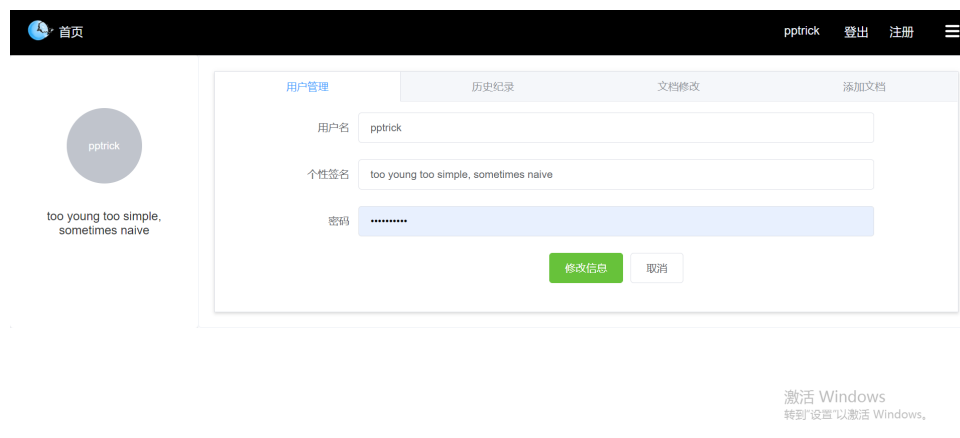 首页
pptrick 登出 注册
用户管理 历史纪录 文档修改 添加文档
pptrick
too young too simple,
sometimes naive
用户名 pptrick
个性签名 too young too simple, sometimes naive
密码 ••••••••••
修改信息 取消
激活 Windows
转到"设置"以激活 Windows。